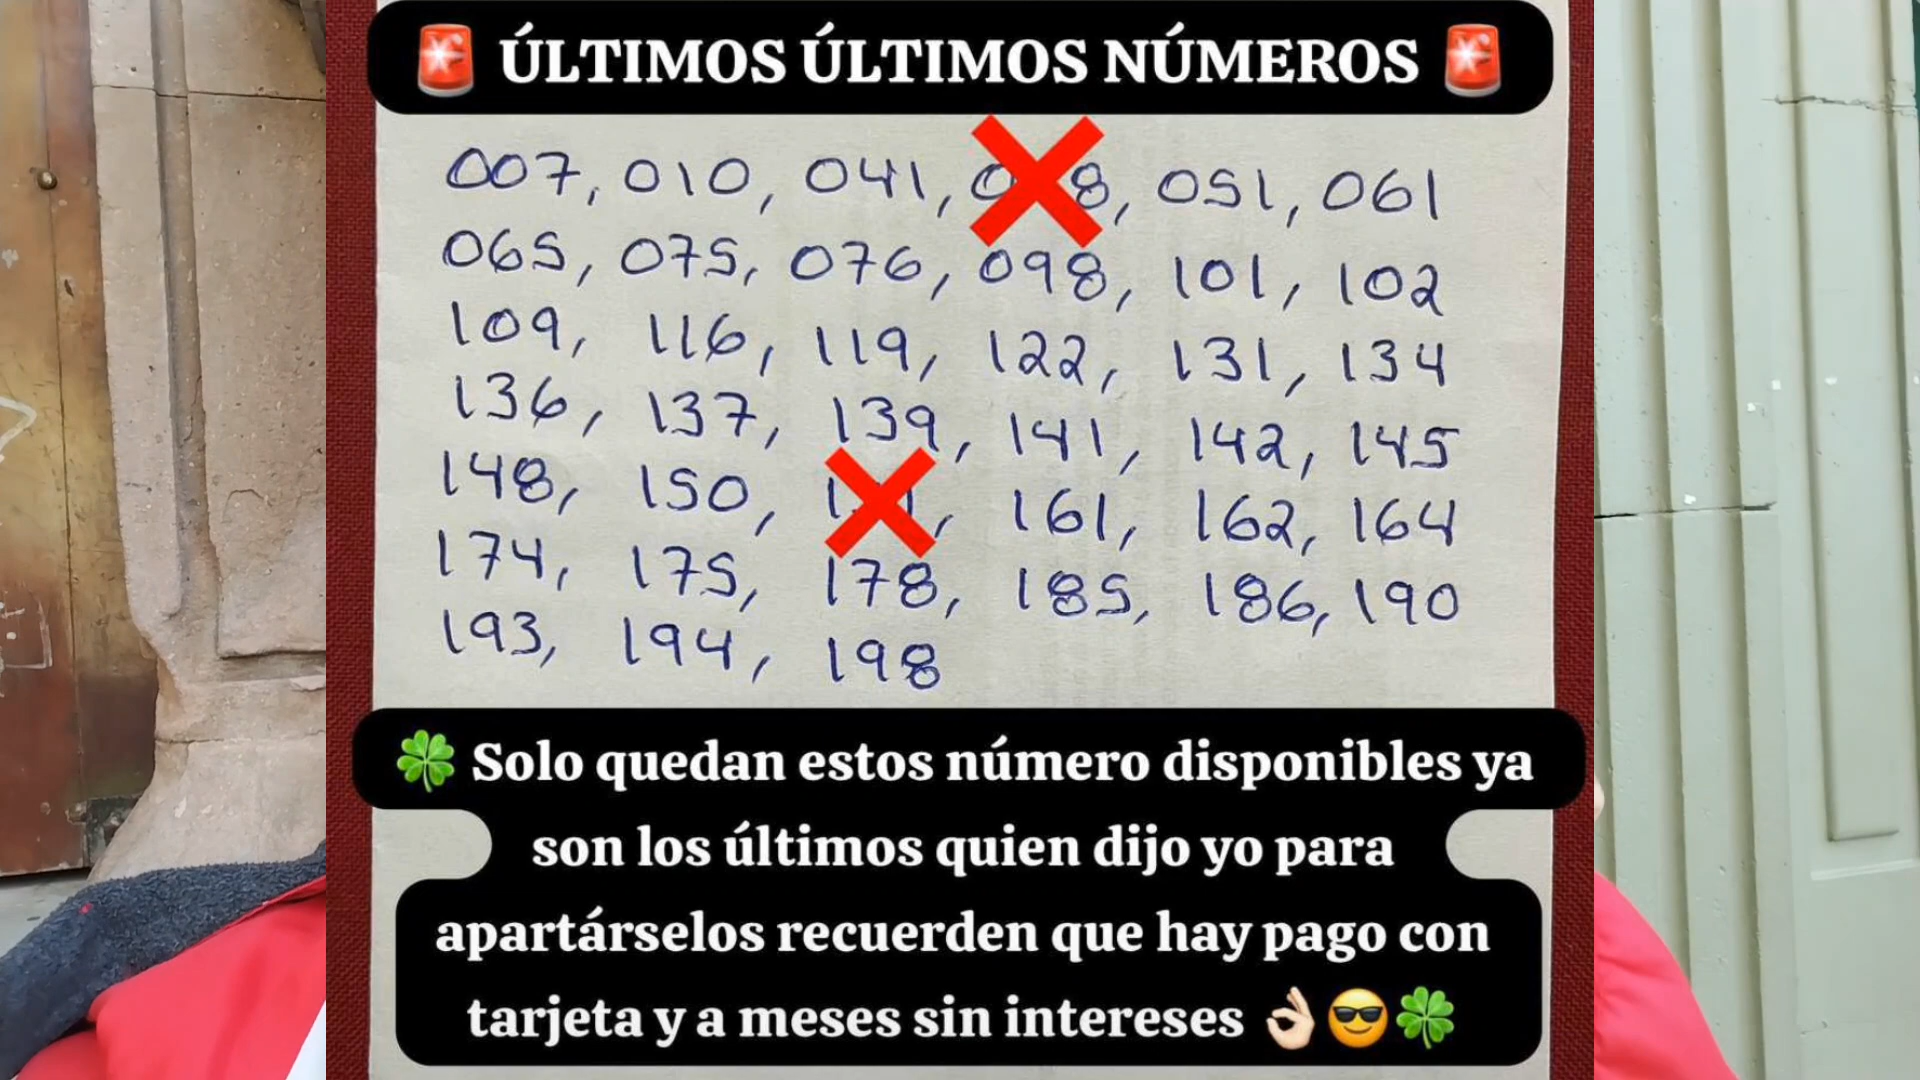 🚨 ÚLTIMOS ÚLTIMOS NÚMEROS 🚨
007, 010, 041, 051, 061
065, 075, 076, 098, 101, 102
109, 116, 119, 122, 131, 134
136, 137, 139, 141, 142, 145
148, 150, 161, 162, 164
174, 175, 178, 185, 186, 190
193, 194, 198
🍀 Solo quedan estos número disponibles ya
son los últimos quien dijo yo para
apartárselos recuerden que hay pago con
tarjeta y a meses sin intereses 👌🏻😎🍀